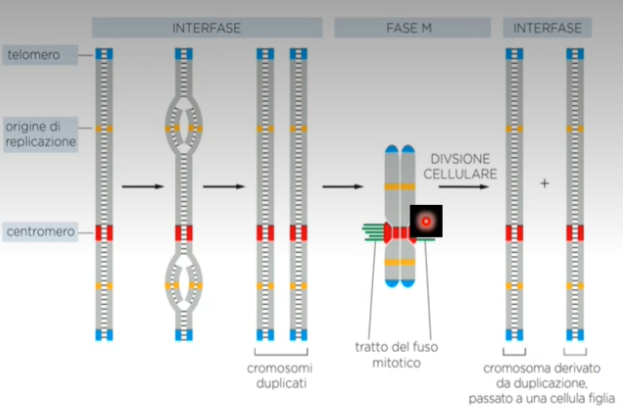 INTERFASE
FASE M
INTERFASE
telomero
origine di
replicazione
centromero
DIVSIONE
CELLULARE
+
tratto del fuso
mitotico
cromosomi
duplicati
cromosoma derivato
da duplicazione,
passato a una cellula figlia